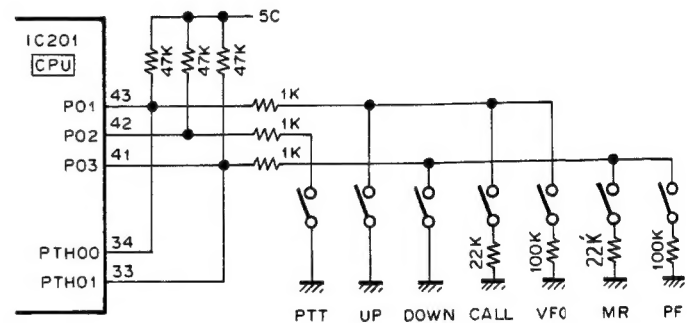 5C
IC201
CPU
47K 47K 47K
P01 43 1K
P02 42 1K
P03 41 1K
PTH00 34
PTH01 33
22K 100K 22K 100K
PTT UP DOWN CALL VFO MR PF